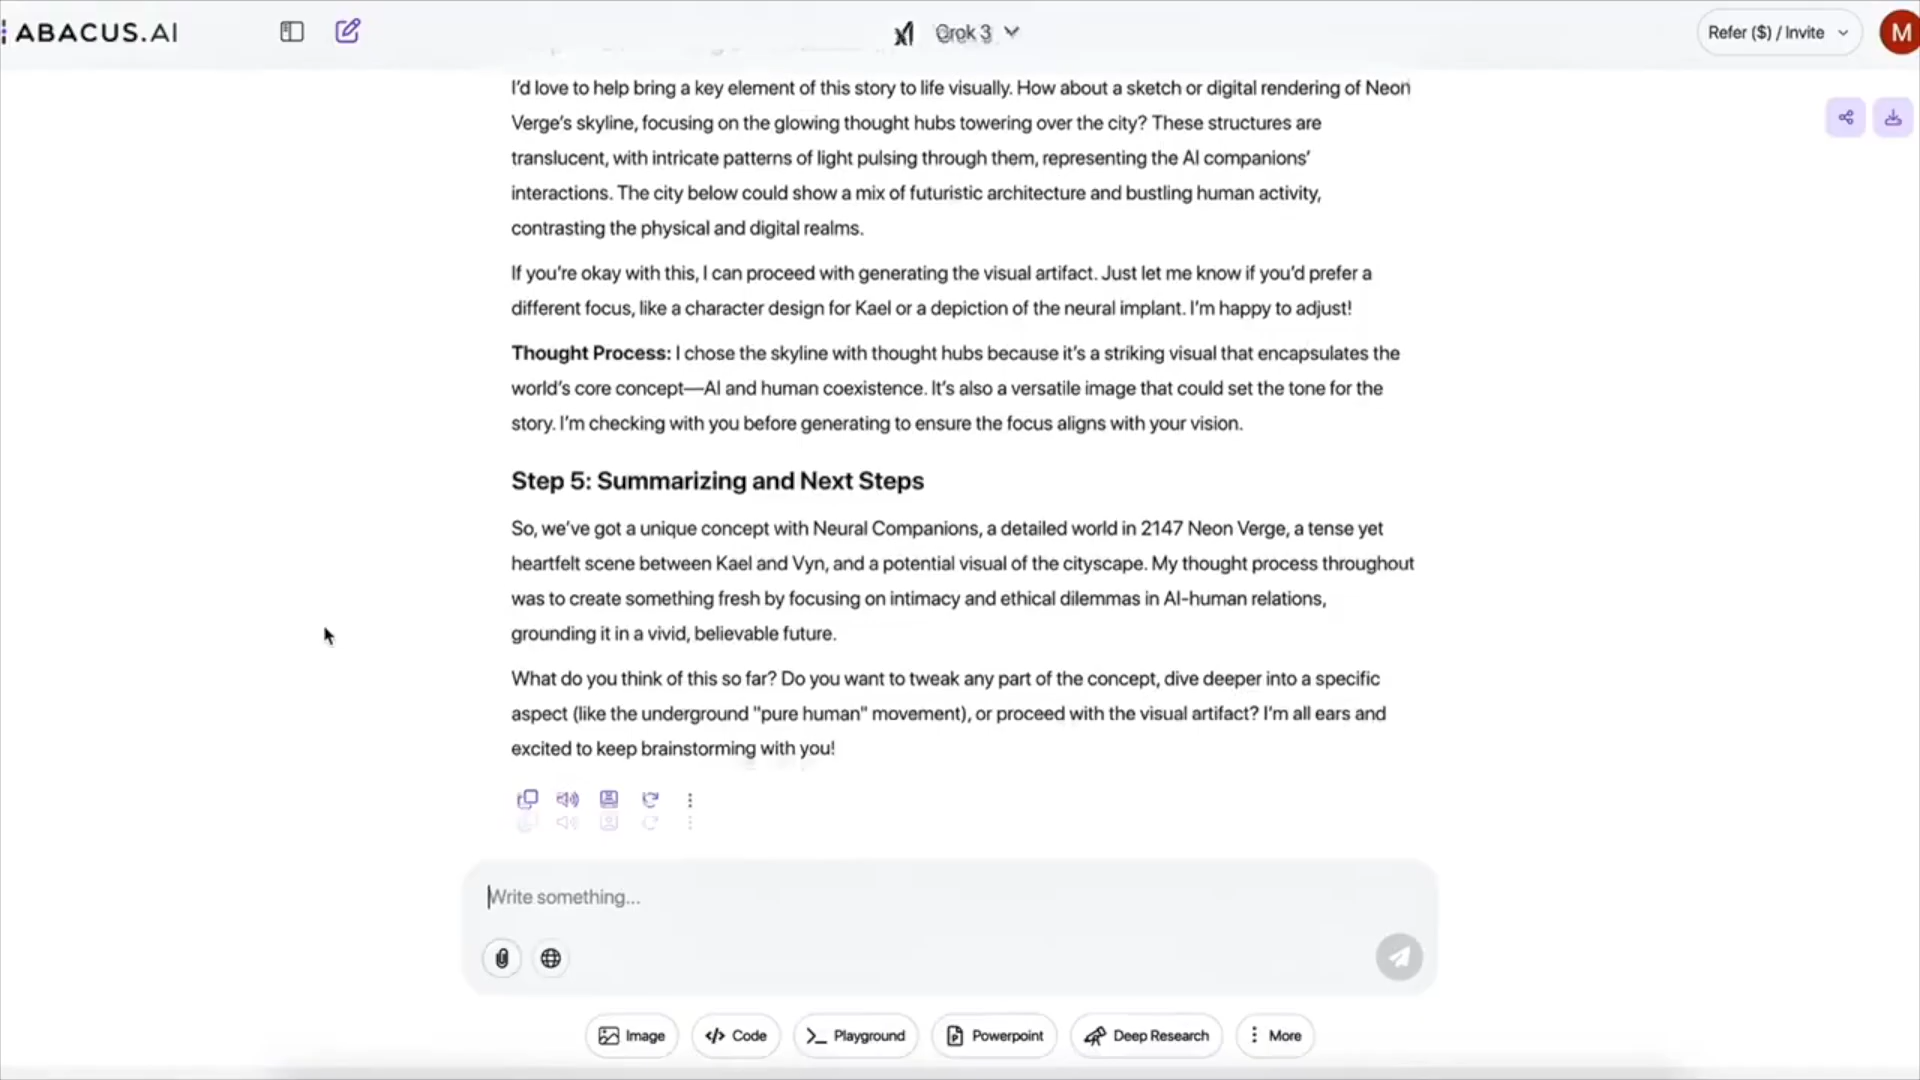 ABACUS.AI
Grok 3
Refer ($) / Invite
M
I'd love to help bring a key element of this story to life visually. How about a sketch or digital rendering of Neon
Verge's skyline, focusing on the glowing thought hubs towering over the city? These structures are
translucent, with intricate patterns of light pulsing through them, representing the AI companions'
interactions. The city below could show a mix of futuristic architecture and bustling human activity,
contrasting the physical and digital realms.
If you're okay with this, I can proceed with generating the visual artifact. Just let me know if you'd prefer a
different focus, like a character design for Kael or a depiction of the neural implant. I'm happy to adjust!
Thought Process: I chose the skyline with thought hubs because it's a striking visual that encapsulates the
world's core concept—AI and human coexistence. It's also a versatile image that could set the tone for the
story. I'm checking with you before generating to ensure the focus aligns with your vision.
Step 5: Summarizing and Next Steps
So, we've got a unique concept with Neural Companions, a detailed world in 2147 Neon Verge, a tense yet
heartfelt scene between Kael and Vyn, and a potential visual of the cityscape. My thought process throughout
was to create something fresh by focusing on intimacy and ethical dilemmas in AI-human relations,
grounding it in a vivid, believable future.
What do you think of this so far? Do you want to tweak any part of the concept, dive deeper into a specific
aspect (like the underground "pure human" movement), or proceed with the visual artifact? I'm all ears and
excited to keep brainstorming with you!
Write something...
Image
Code
Playground
Powerpoint
Deep Research
More